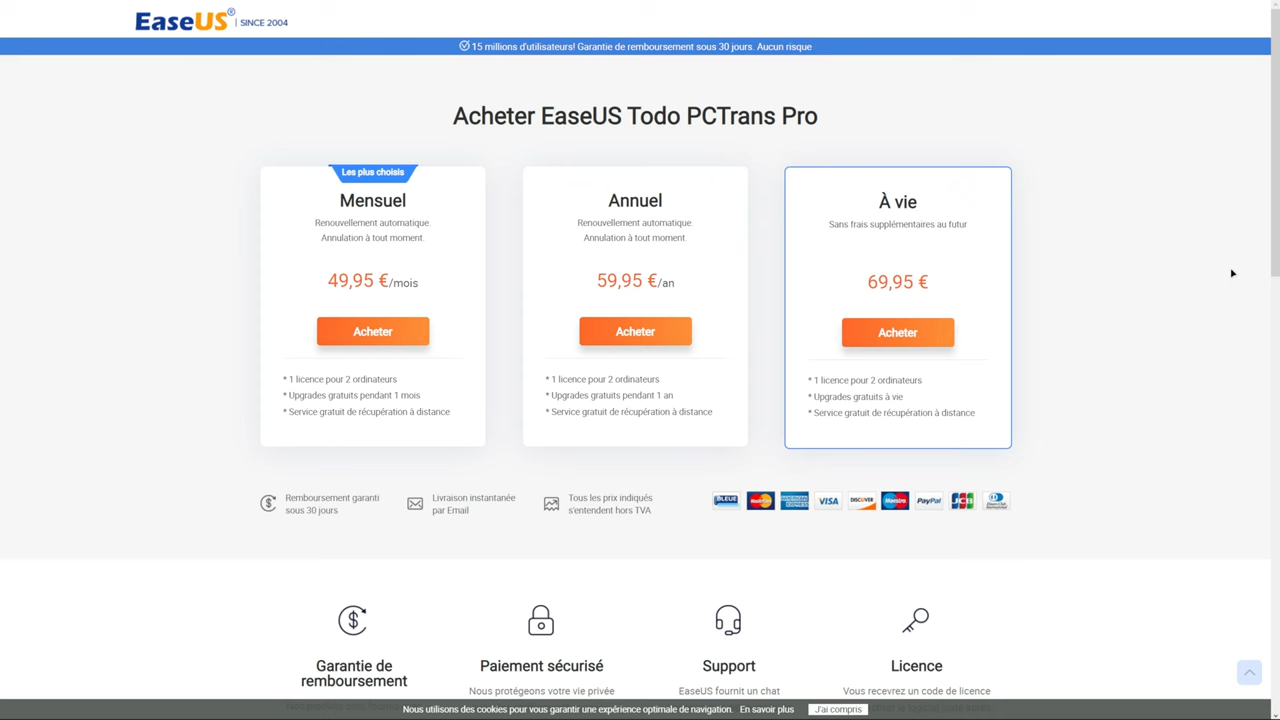 EaseUS® | SINCE 2004
15 millions d'utilisateurs! Garantie de remboursement sous 30 jours. Aucun risque
Acheter EaseUS Todo PCTrans Pro
Les plus choisis
Mensuel
Renouvellement automatique.
Annulation à tout moment.
49,95 €/mois
Acheter
* 1 licence pour 2 ordinateurs
* Upgrades gratuits pendant 1 mois
* Service gratuit de récupération à distance
Annuel
Renouvellement automatique.
Annulation à tout moment.
59,95 €/an
Acheter
* 1 licence pour 2 ordinateurs
* Upgrades gratuits pendant 1 an
* Service gratuit de récupération à distance
À vie
Sans frais supplémentaires au futur
69,95 €
Acheter
* 1 licence pour 2 ordinateurs
* Upgrades gratuits à vie
* Service gratuit de récupération à distance
Remboursement garanti
sous 30 jours
Livraison instantanée
par Email
Tous les prix indiqués
s'entendent hors TVA
BLEUE MasterCard AMERICAN EXPRESS VISA DISCOVER Maestro PayPal JCB
Garantie de
remboursement
Paiement sécurisé
Nous protégeons votre vie privée
Support
EaseUS fournit un chat
Licence
Vous recevrez un code de licence
Nous utilisons des cookies pour vous garantir une expérience optimale de navigation. En savoir plus J'ai compris